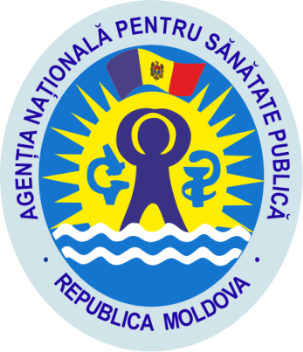 AGENȚIA NAȚIONALĂ PENTRU SĂNĂTATE PUBLICĂ
REPUBLICA MOLDOVA